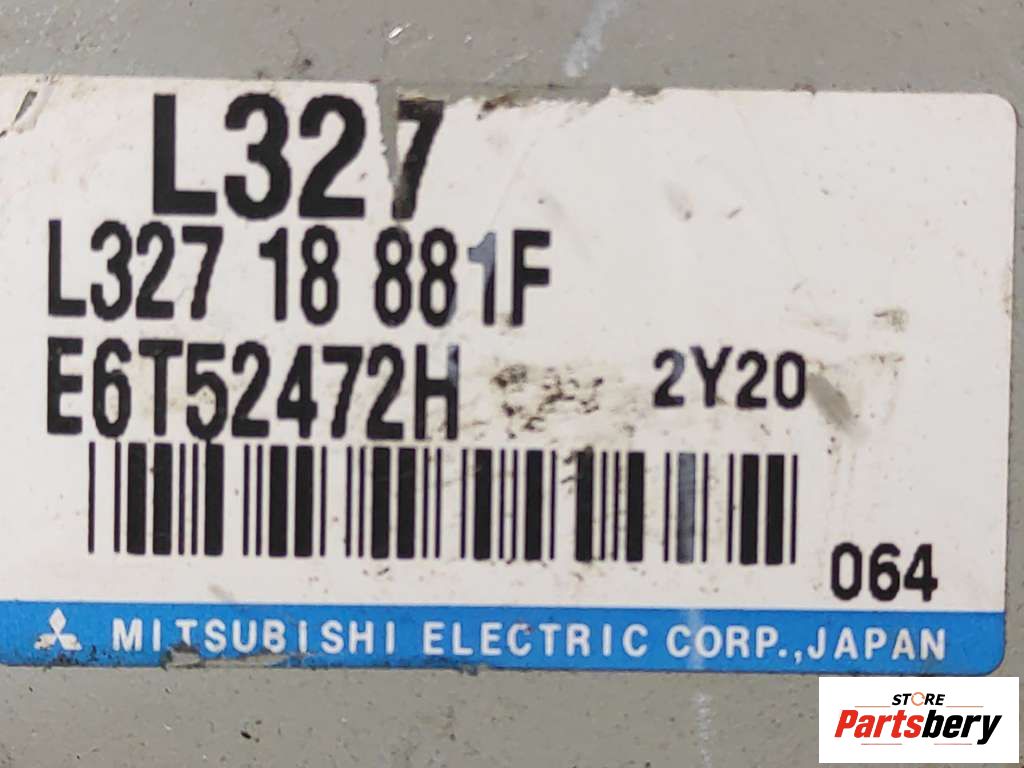 L327
L327 18 881F
E6T52472H 2Y20
064
MITSUBISHI ELECTRIC CORP., JAPAN
STORE
Partsbery